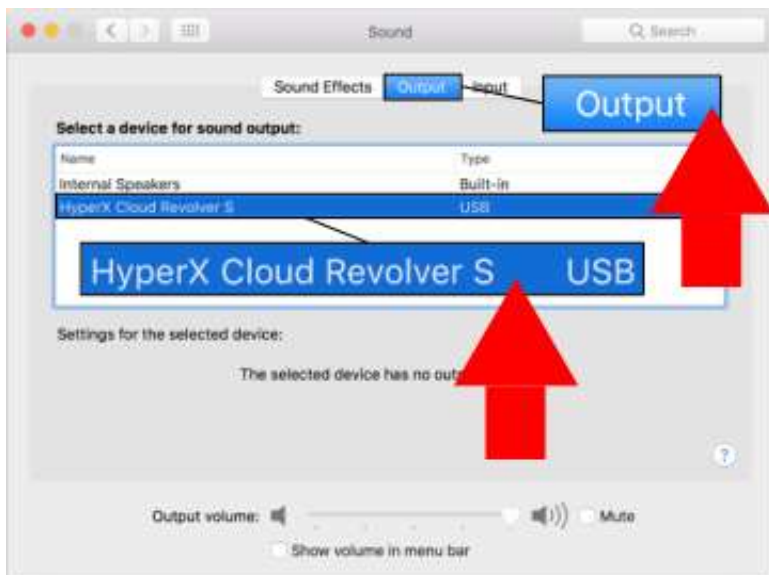 Sound
Search
Sound Effects Output Input
Output
Select a device for sound output:
Name Type
Internal Speakers Built-in
HyperX Cloud Revolver S USB
HyperX Cloud Revolver S USB
Settings for the selected device:
The selected device has no
Output volume: Mute
Show volume in menu bar